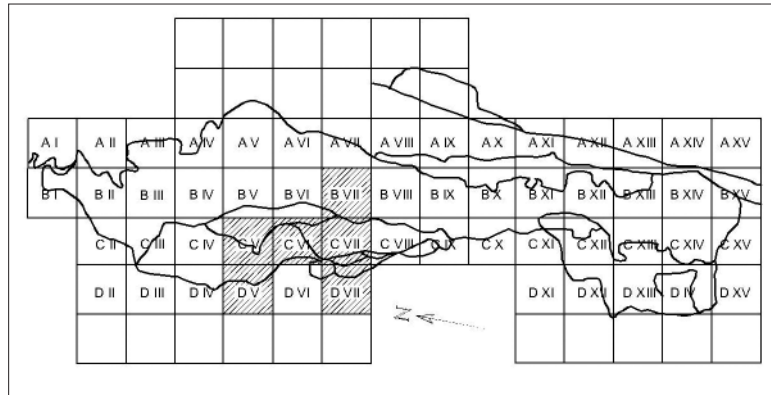 A I A II A III A IV A V A VI A VII A VIII A IX A X A XI A XII A XIII A XIV A XV
B I B II B III B IV B V B VI B VII B VIII B IX B X B XI B XII B XIII B XIV B XV
C II C III C IV C V C VI C VII C VIII C IX C X C XI C XII C XIII C XIV C XV
D II D III D IV D V D VI D VII D XI D XII D XIII D IV D XV
N